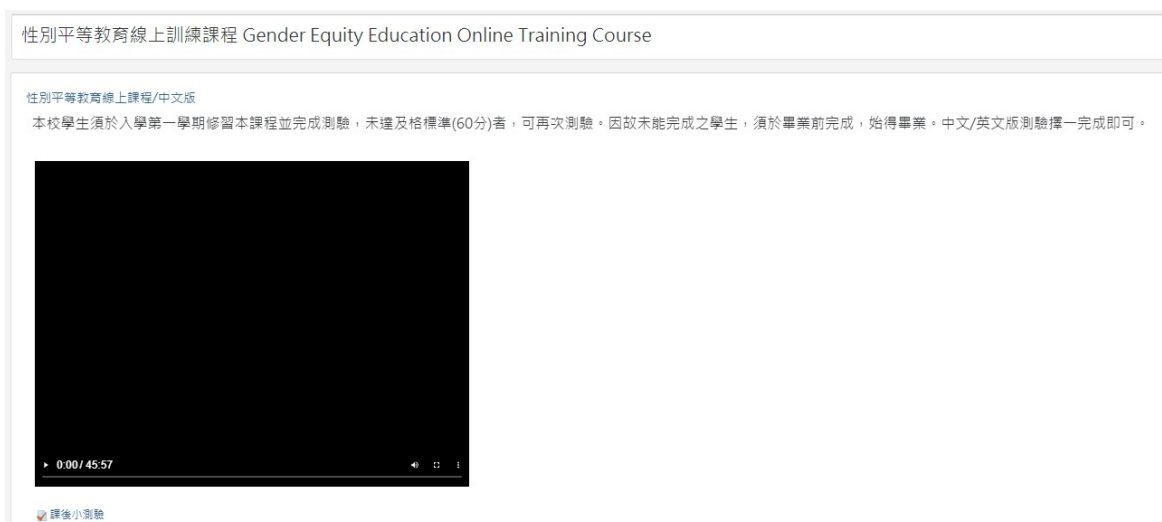 性別平等教育線上訓練課程 Gender Equity Education Online Training Course
性別平等教育線上課程/中文版
本校學生須於入學第一學期修習本課程並完成測驗，未達及格標準(60分)者，可再次測驗。因故未能完成之學生，須於畢業前完成，始得畢業。中文/英文版測驗擇一完成即可。
0:00 / 45:57
課後小測驗